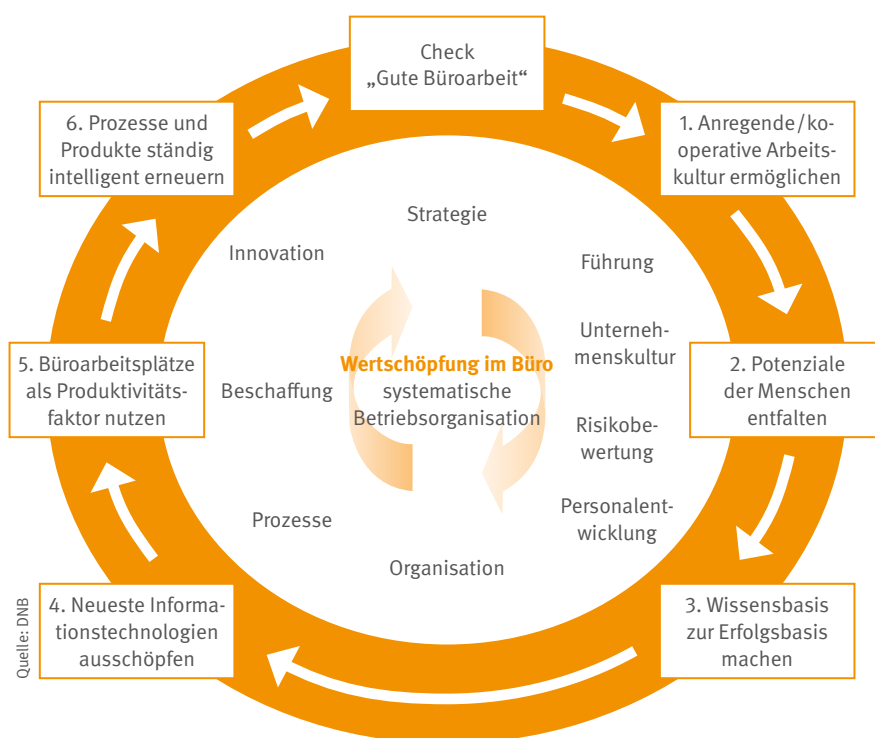 Check
„Gute Büroarbeit“
1. Anregende/ko-
operative Arbeits-
kultur ermöglichen
2. Potenziale
der Menschen
entfalten
3. Wissensbasis
zur Erfolgsbasis
machen
4. Neueste Informa-
tionstechnologien
ausschöpfen
5. Büroarbeitsplätze
als Produktivitäts-
faktor nutzen
6. Prozesse und
Produkte ständig
intelligent erneuern
Strategie
Führung
Unterneh-
menskultur
Risikobe-
wertung
Personalent-
wicklung
Organisation
Prozesse
Beschaffung
Innovation
Wertschöpfung im Büro
systematische
Betriebsorganisation
Quelle: DNB